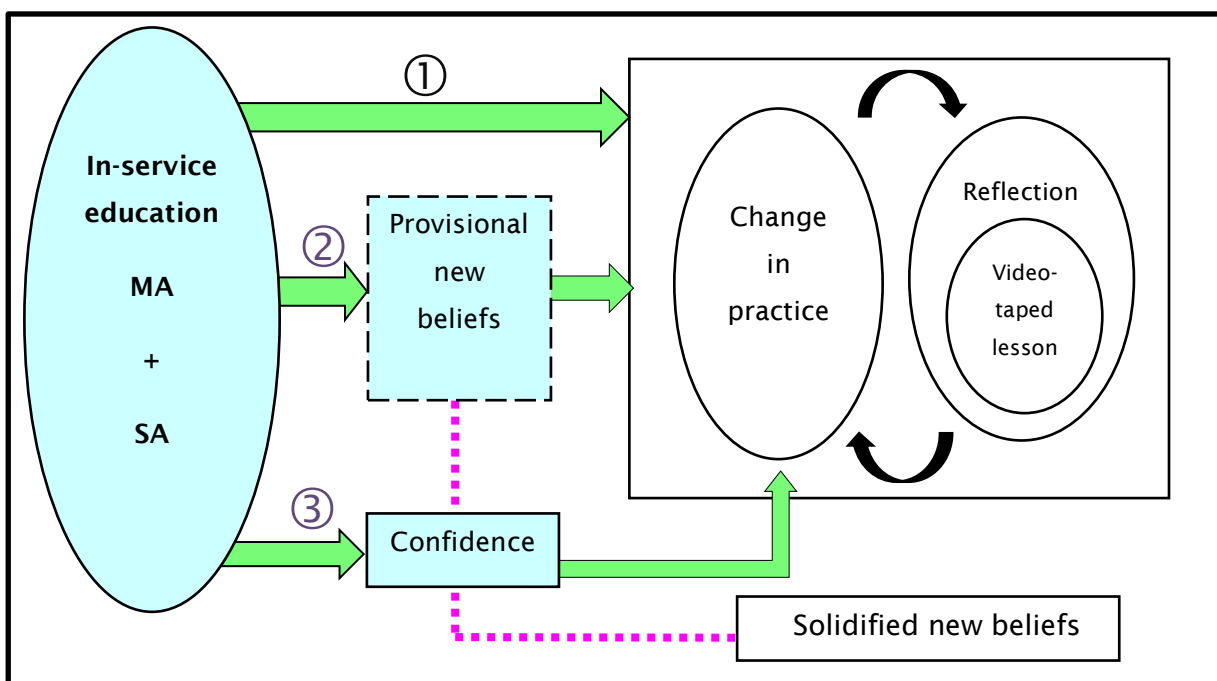 ①
In-service
education
MA
+
SA
②
Provisional
new
beliefs
③
Confidence
Change
in
practice
Reflection
Video-
taped
lesson
Solidified new beliefs